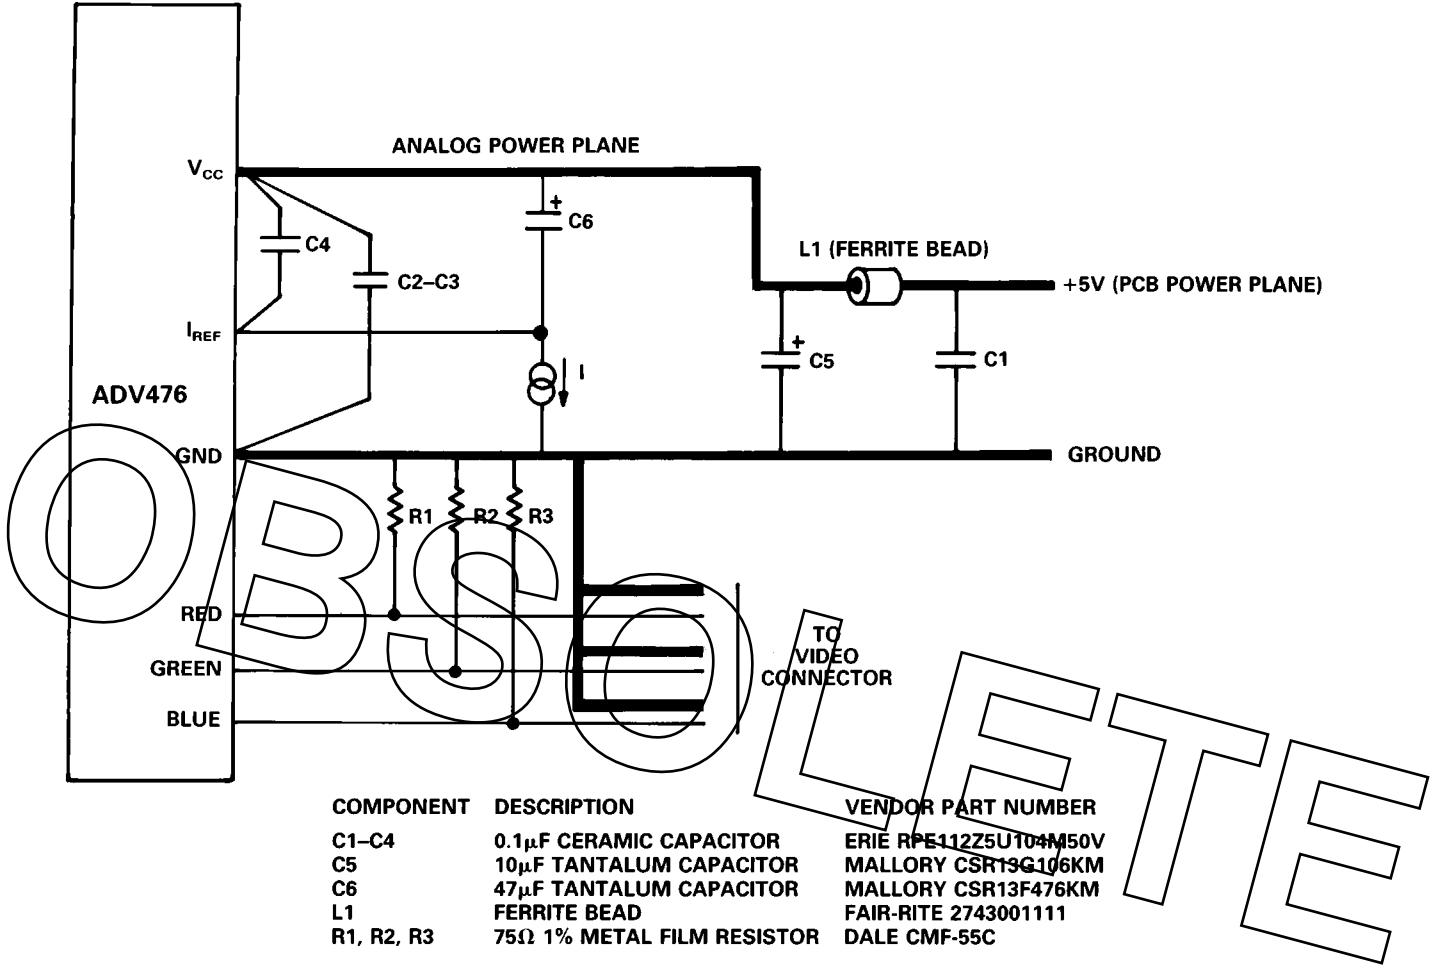 ANALOG POWER PLANE
VCC
+
C6
C4
L1 (FERRITE BEAD)
C2–C3
+5V (PCB POWER PLANE)
IREF
+
C5
C1
I
ADV476
GND
GROUND
R1
R2
R3
RED
TO
VIDEO
CONNECTOR
GREEN
BLUE
OBSOLETE
COMPONENT DESCRIPTION VENDOR PART NUMBER
C1–C4 0.1μF CERAMIC CAPACITOR ERIE RPE112Z5U104M50V
C5 10μF TANTALUM CAPACITOR MALLORY CSR13G106KM
C6 47μF TANTALUM CAPACITOR MALLORY CSR13F476KM
L1 FERRITE BEAD FAIR-RITE 2743001111
R1, R2, R3 75Ω 1% METAL FILM RESISTOR DALE CMF-55C